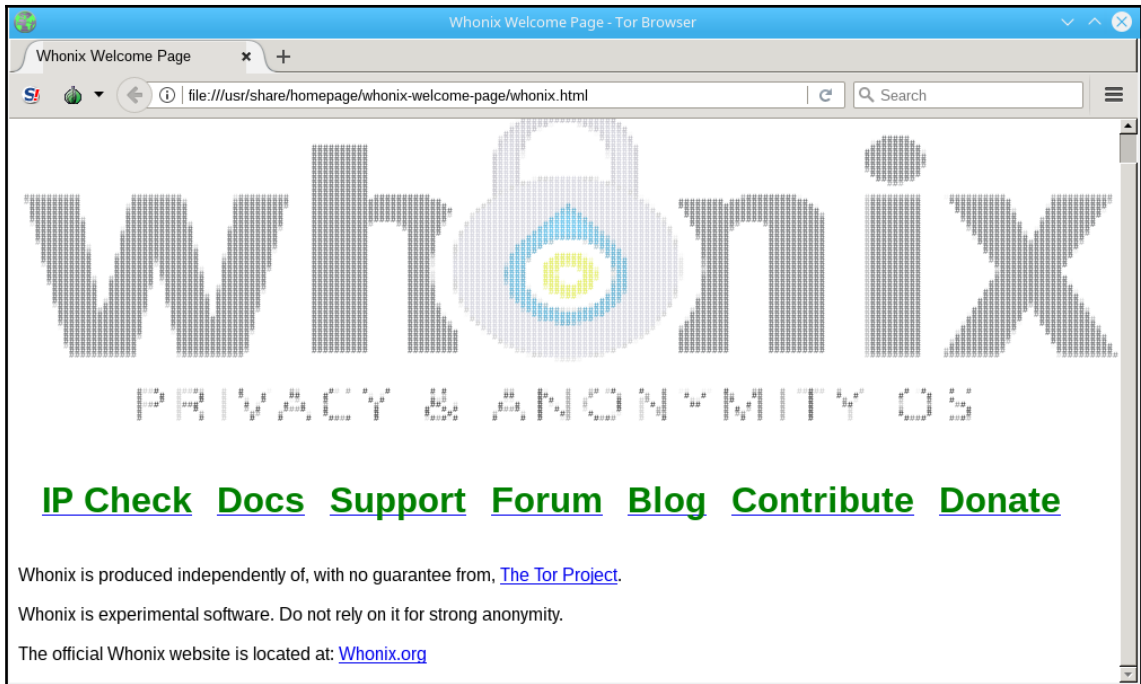 Whonix Welcome Page - Tor Browser
Whonix Welcome Page
S!
file:///usr/share/homepage/whonix-welcome-page/whonix.html
Search
whonix
PRIVACY & ANONYMITY OS
IP Check Docs Support Forum Blog Contribute Donate
Whonix is produced independently of, with no guarantee from, The Tor Project.
Whonix is experimental software. Do not rely on it for strong anonymity.
The official Whonix website is located at: Whonix.org